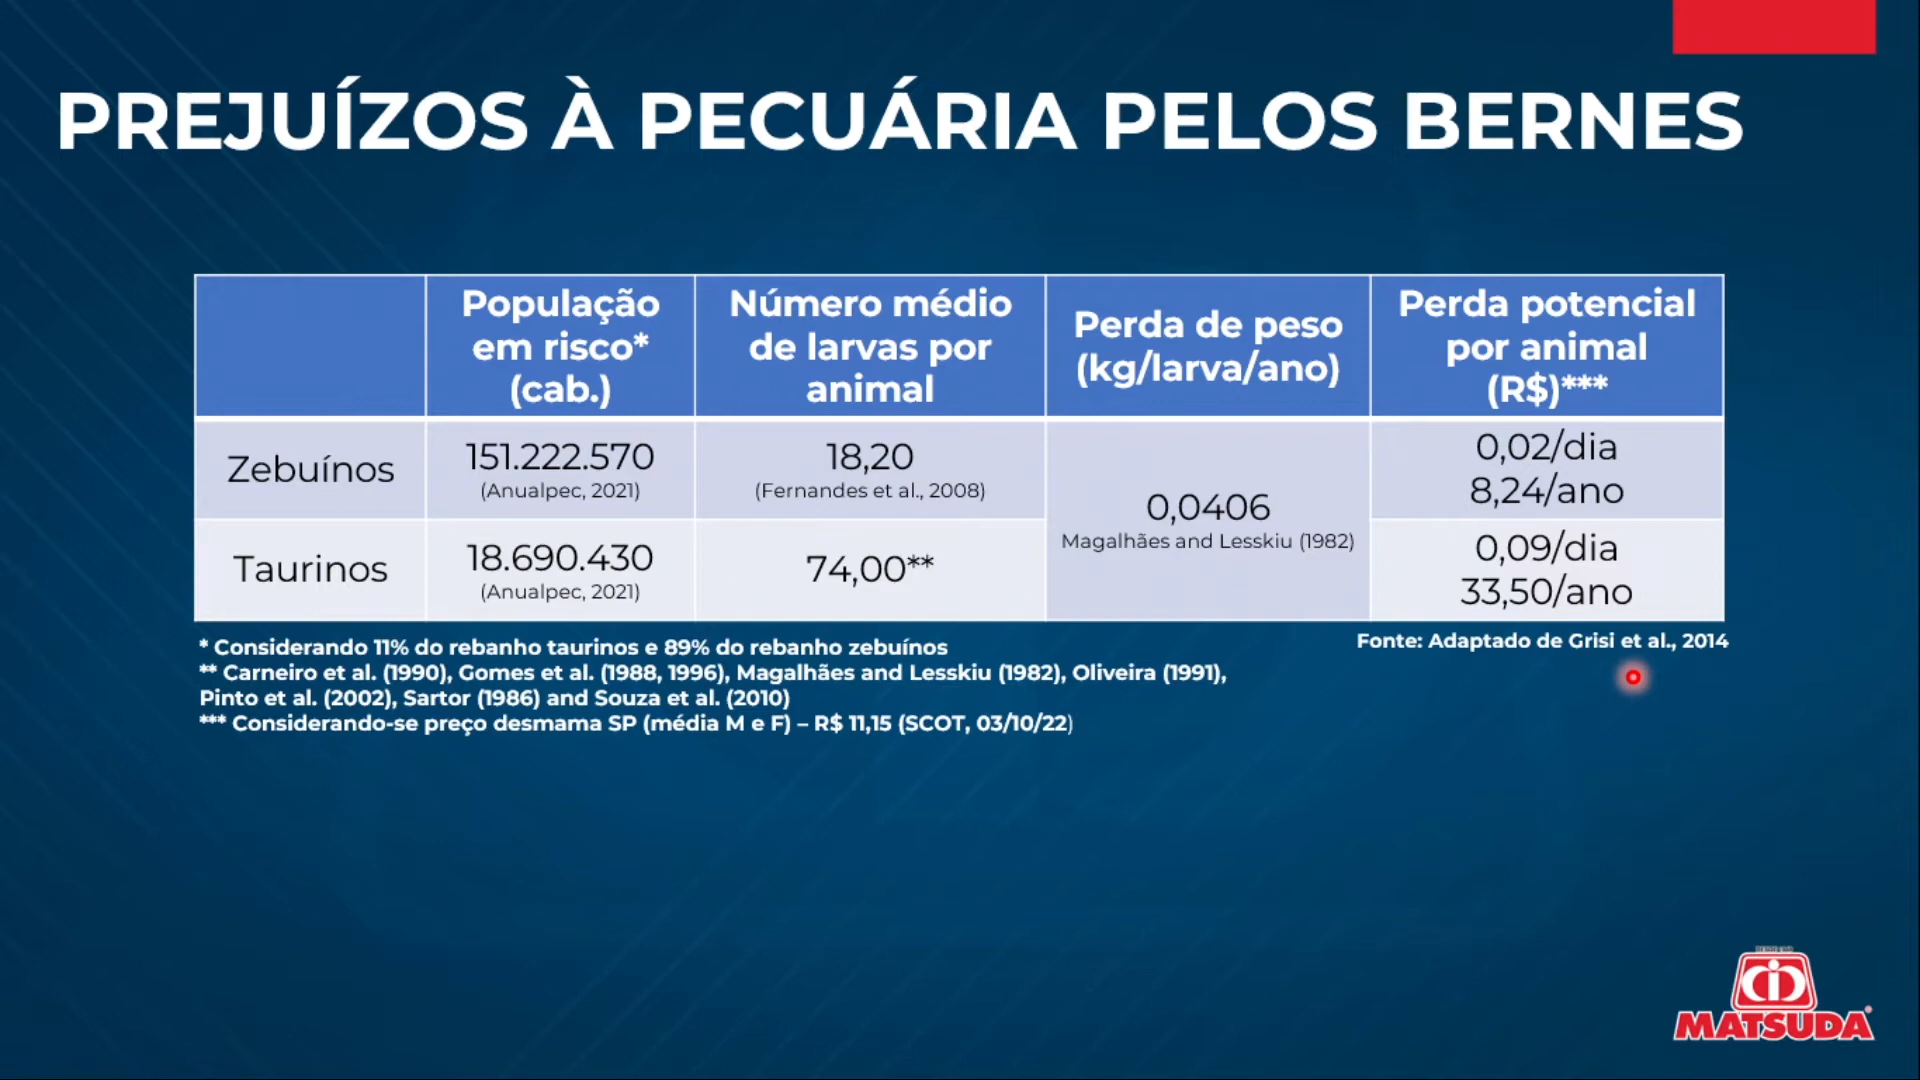 PREJUÍZOS À PECUÁRIA PELOS BERNES
População
em risco*
(cab.)
Número médio
de larvas por
animal
Perda de peso
(kg/larva/ano)
Perda potencial
por animal
(R$)***
Zebuínos
151.222.570
(Anualpec, 2021)
18,20
(Fernandes et al., 2008)
0,0406
Magalhães and Lesskiu (1982)
0,02/dia
8,24/ano
Taurinos
18.690.430
(Anualpec, 2021)
74,00**
0,09/dia
33,50/ano
* Considerando 11% do rebanho taurinos e 89% do rebanho zebuínos
** Carneiro et al. (1990), Gomes et al. (1988, 1996), Magalhães and Lesskiu (1982), Oliveira (1991),
Pinto et al. (2002), Sartor (1986) and Souza et al. (2010)
*** Considerando-se preço desmama SP (média M e F) – R$ 11,15 (SCOT, 03/10/22)
Fonte: Adaptado de Grisi et al., 2014
MATSUDA